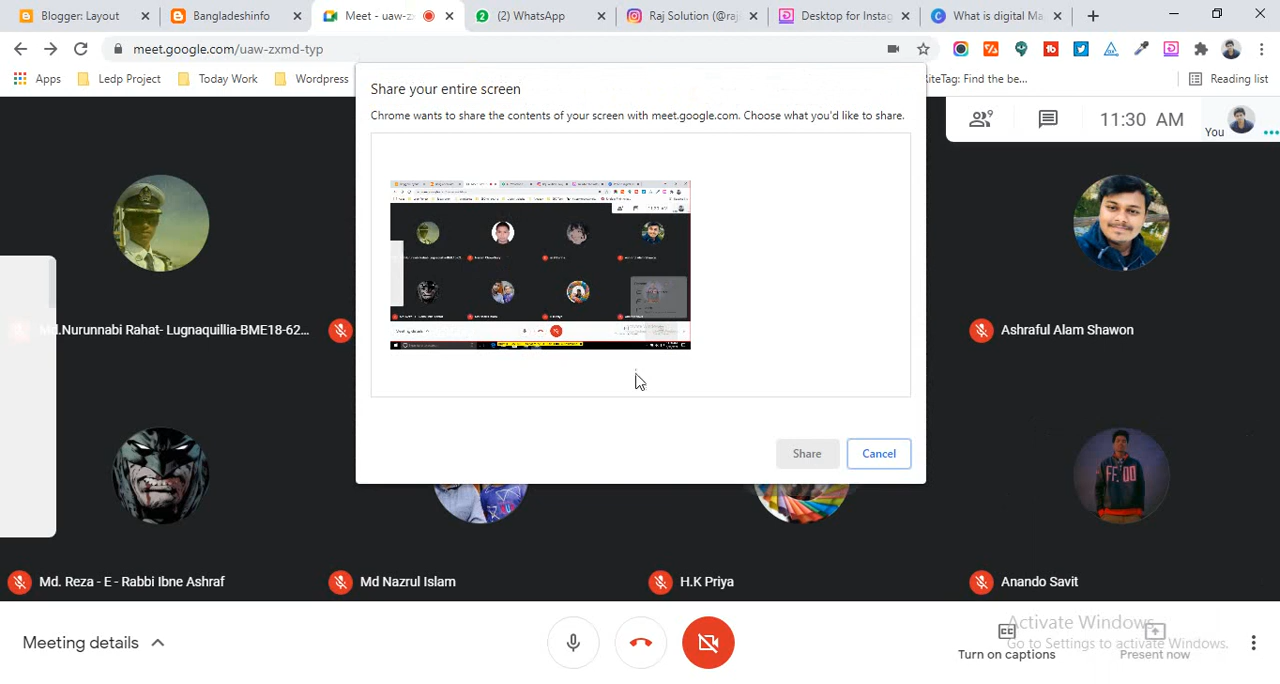 Blogger: Layout
Bangladeshinfo
Meet - uaw-zx
(2) WhatsApp
Raj Solution (@raj
Desktop for Instag
What is digital Ma
meet.google.com/uaw-zxmd-typ
Apps
Ledp Project
Today Work
Wordpress
RiteTag: Find the be...
Reading list
Share your entire screen
Chrome wants to share the contents of your screen with meet.google.com. Choose what you'd like to share.
9
11:30 AM
You
Md.Nurunnabi Rahat- Lugnaquillia-BME18-62...
Ashraful Alam Shawon
Share
Cancel
Md. Reza - E - Rabbi Ibne Ashraf
Md Nazrul Islam
H.K Priya
Anando Savit
Meeting details
CC
Turn on captions
Present now
Activate Windows
Go to Settings to activate Windows.